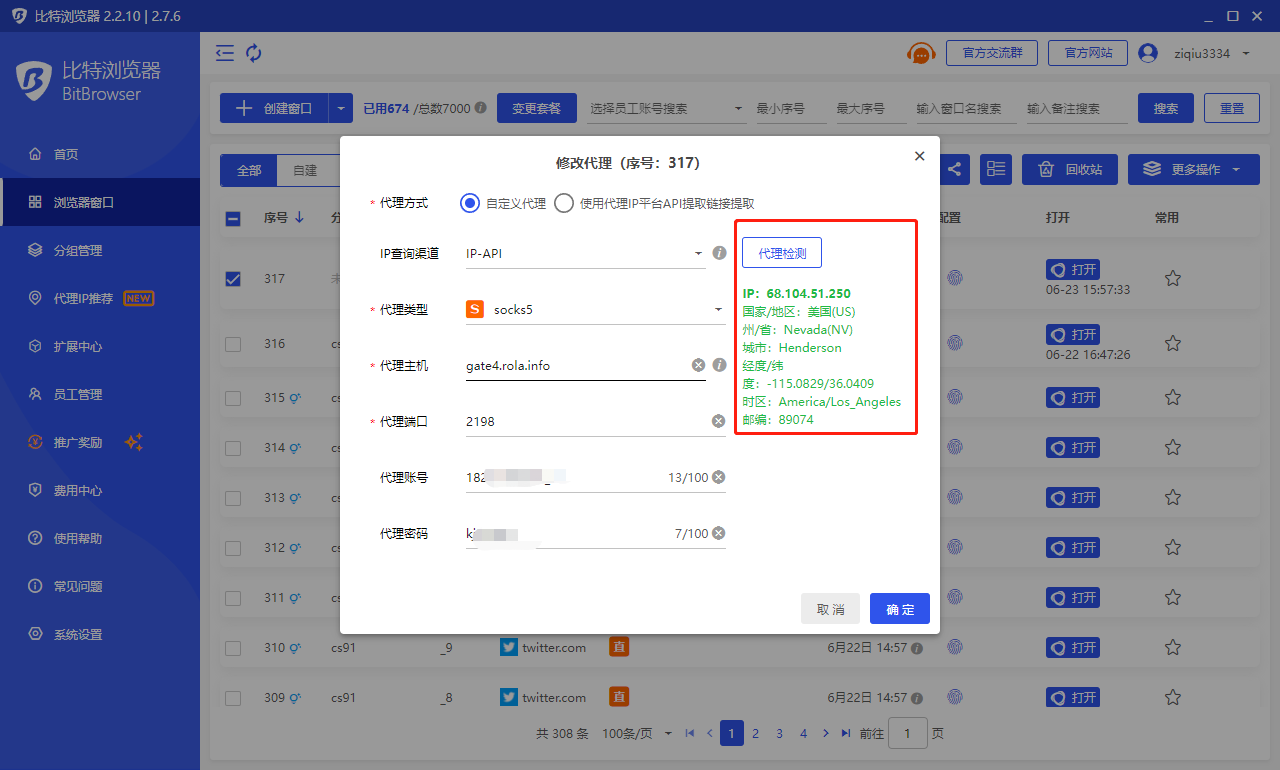 比特浏览器 2.2.10 | 2.7.6
比特浏览器
BitBrowser
首页
浏览器窗口
分组管理
代理IP推荐 NEW
扩展中心
员工管理
推广奖励
费用中心
使用帮助
常见问题
系统设置
官方交流群 官方网站 ziqiu3334
创建窗口 已用674 /总数7000 变更套餐 选择员工账号搜索 最小序号 最大序号 输入窗口名搜索 输入备注搜索 搜索 重置
全部 自建 回收站 更多操作
序号 打开 常用
修改代理（序号：317）
* 代理方式 自定义代理 使用代理IP平台API提取链接提取
IP查询渠道 IP-API
* 代理类型 S socks5
* 代理主机 gate4.rola.info
* 代理端口 2198
代理账号 182 _ 13/100
代理密码 7/100
代理检测
IP：68.104.51.250
国家/地区：美国(US)
州/省：Nevada(NV)
城市：Henderson
经度/纬
度：-115.0829/36.0409
时区：America/Los_Angeles
邮编：89074
取 消 确 定
317 打开
06-23 15:57:33
316 cs 打开
06-22 16:47:26
315 cs 打开
314 cs 打开
313 cs 打开
312 cs 打开
311 cs 打开
310 cs91 _9 twitter.com 直 6月22日 14:57 打开
309 cs91 _8 twitter.com 直 6月22日 14:57 打开
共 308 条 100条/页 1 2 3 4 前往 1 页